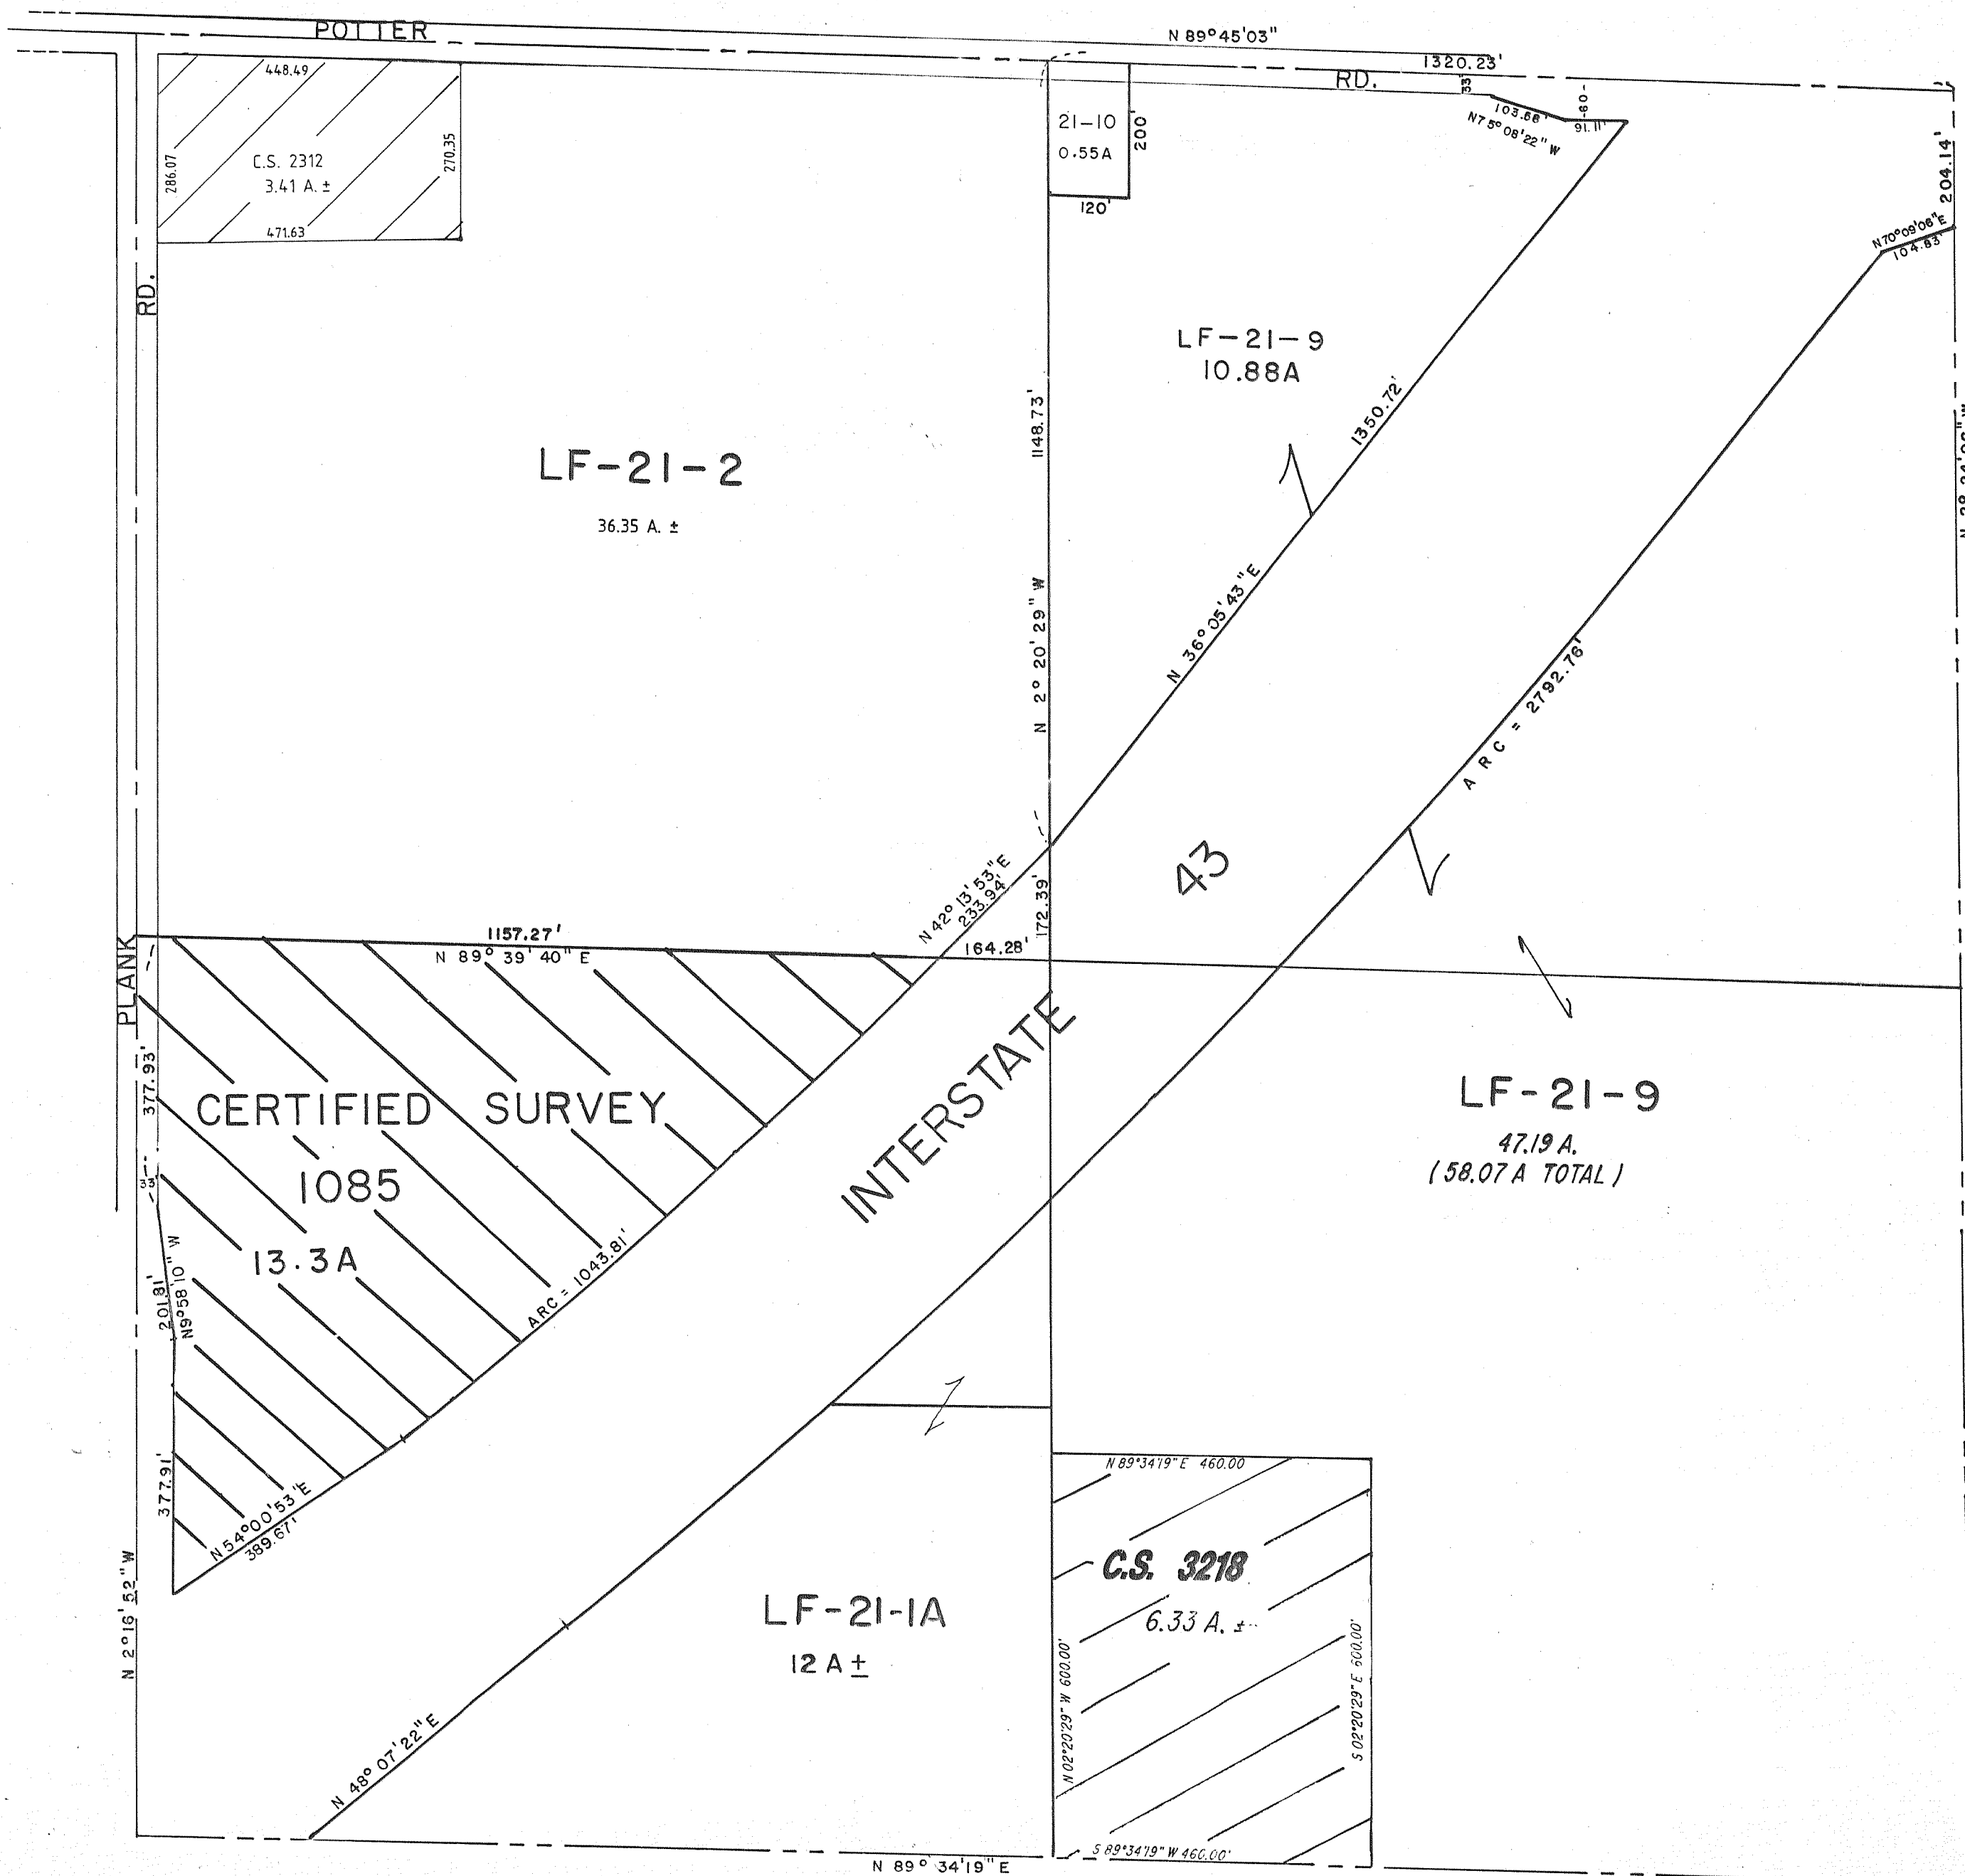 POTTER
N 89°45'03"
1320.23'
RD.
33'
103.68'
N75°08'22" W
-60-
91.11'
448.49
286.07
270.35
C.S. 2312
3.41 A. ±
471.63
21-10
0.55A
200'
120'
204.14'
N70°09'06"E
104.83'
RD.
LF-21-9
10.88A
1148.73'
1350.72'
LF-21-2
36.35 A. ±
N 2° 20' 29" W
N 36° 05' 43" E
ARC = 2792.76'
43
N 42° 13' 53" E
233.94'
172.39'
164.28'
1157.27'
N 89° 39' 40" E
PLANK
377.93'
INTERSTATE
CERTIFIED SURVEY
1085
13.3A
33'
LF-21-9
47.19 A.
(58.07 A TOTAL)
201.81'
N9°58'10" W
ARC = 1043.81'
377.91'
N54°00'53"E
389.67'
N 89°34'19" E 460.00
C.S. 3218
6.33 A. ±
N 02°20'29" W 600.00'
S 02°20'29" E 600.00'
LF-21-1A
12 A ±
N 2°16'52" W
N 48° 07' 22" E
S 89°34'19" W 460.00'
N 89° 34'19" E